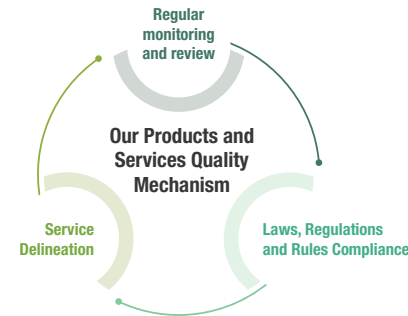 Regular
monitoring
and review
Our Products and
Services Quality
Mechanism
Service
Delineation
Laws, Regulations
and Rules Compliance